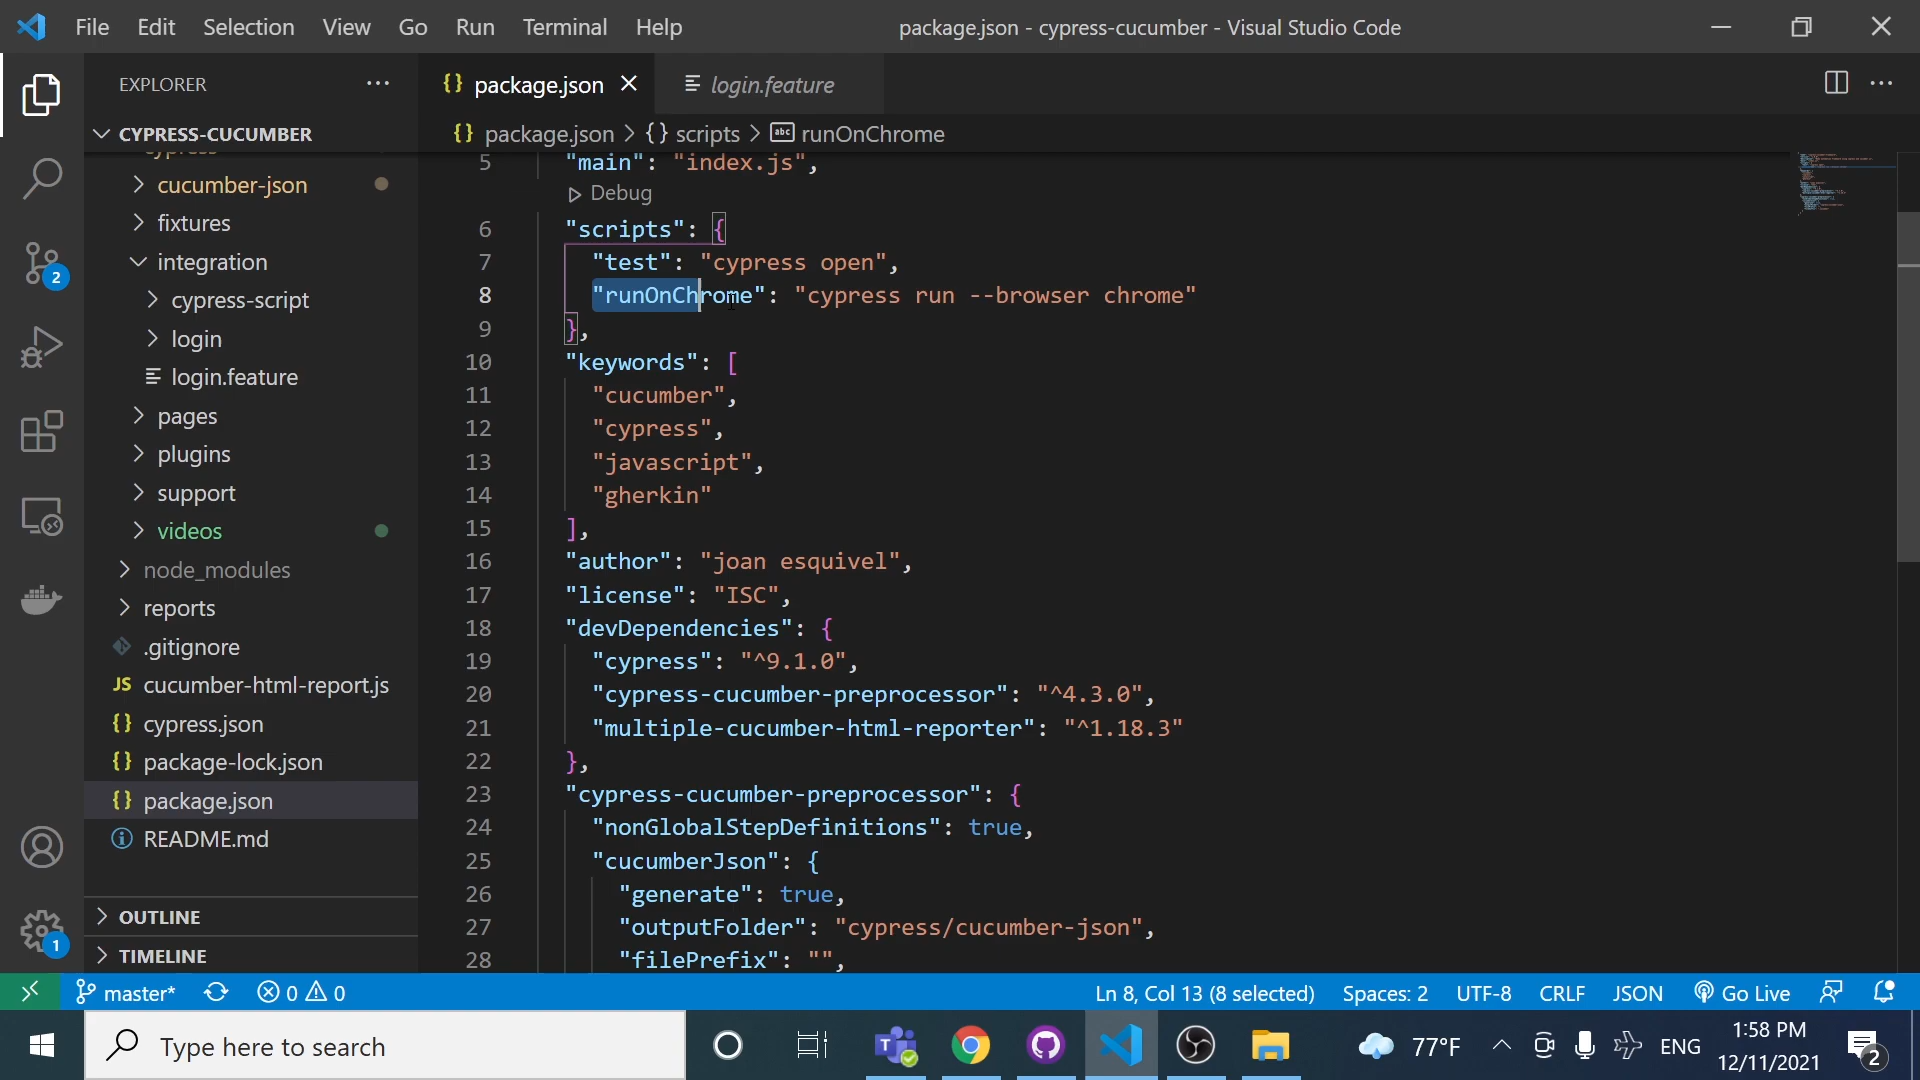 File Edit Selection View Go Run Terminal Help
package.json - cypress-cucumber - Visual Studio Code
EXPLORER
package.json
login.feature
CYPRESS-CUCUMBER
package.json > {} scripts > abc runOnChrome
cypress
cucumber-json
fixtures
integration
cypress-script
login
login.feature
pages
plugins
support
videos
node_modules
reports
.gitignore
JS cucumber-html-report.js
{} cypress.json
{} package-lock.json
{} package.json
README.md
OUTLINE
TIMELINE
5 "main": "index.js",
Debug
6 "scripts": {
7 "test": "cypress open",
8 "runOnChrome": "cypress run --browser chrome"
9 },
10 "keywords": [
11 "cucumber",
12 "cypress",
13 "javascript",
14 "gherkin"
15 ],
16 "author": "joan esquivel",
17 "license": "ISC",
18 "devDependencies": {
19 "cypress": "^9.1.0",
20 "cypress-cucumber-preprocessor": "^4.3.0",
21 "multiple-cucumber-html-reporter": "^1.18.3"
22 },
23 "cypress-cucumber-preprocessor": {
24 "nonGlobalStepDefinitions": true,
25 "cucumberJson": {
26 "generate": true,
27 "outputFolder": "cypress/cucumber-json",
28 "filePrefix": "",
2
1
master* 0 0 Ln 8, Col 13 (8 selected) Spaces: 2 UTF-8 CRLF JSON Go Live
Type here to search
77°F ENG
1:58 PM
12/11/2021
2